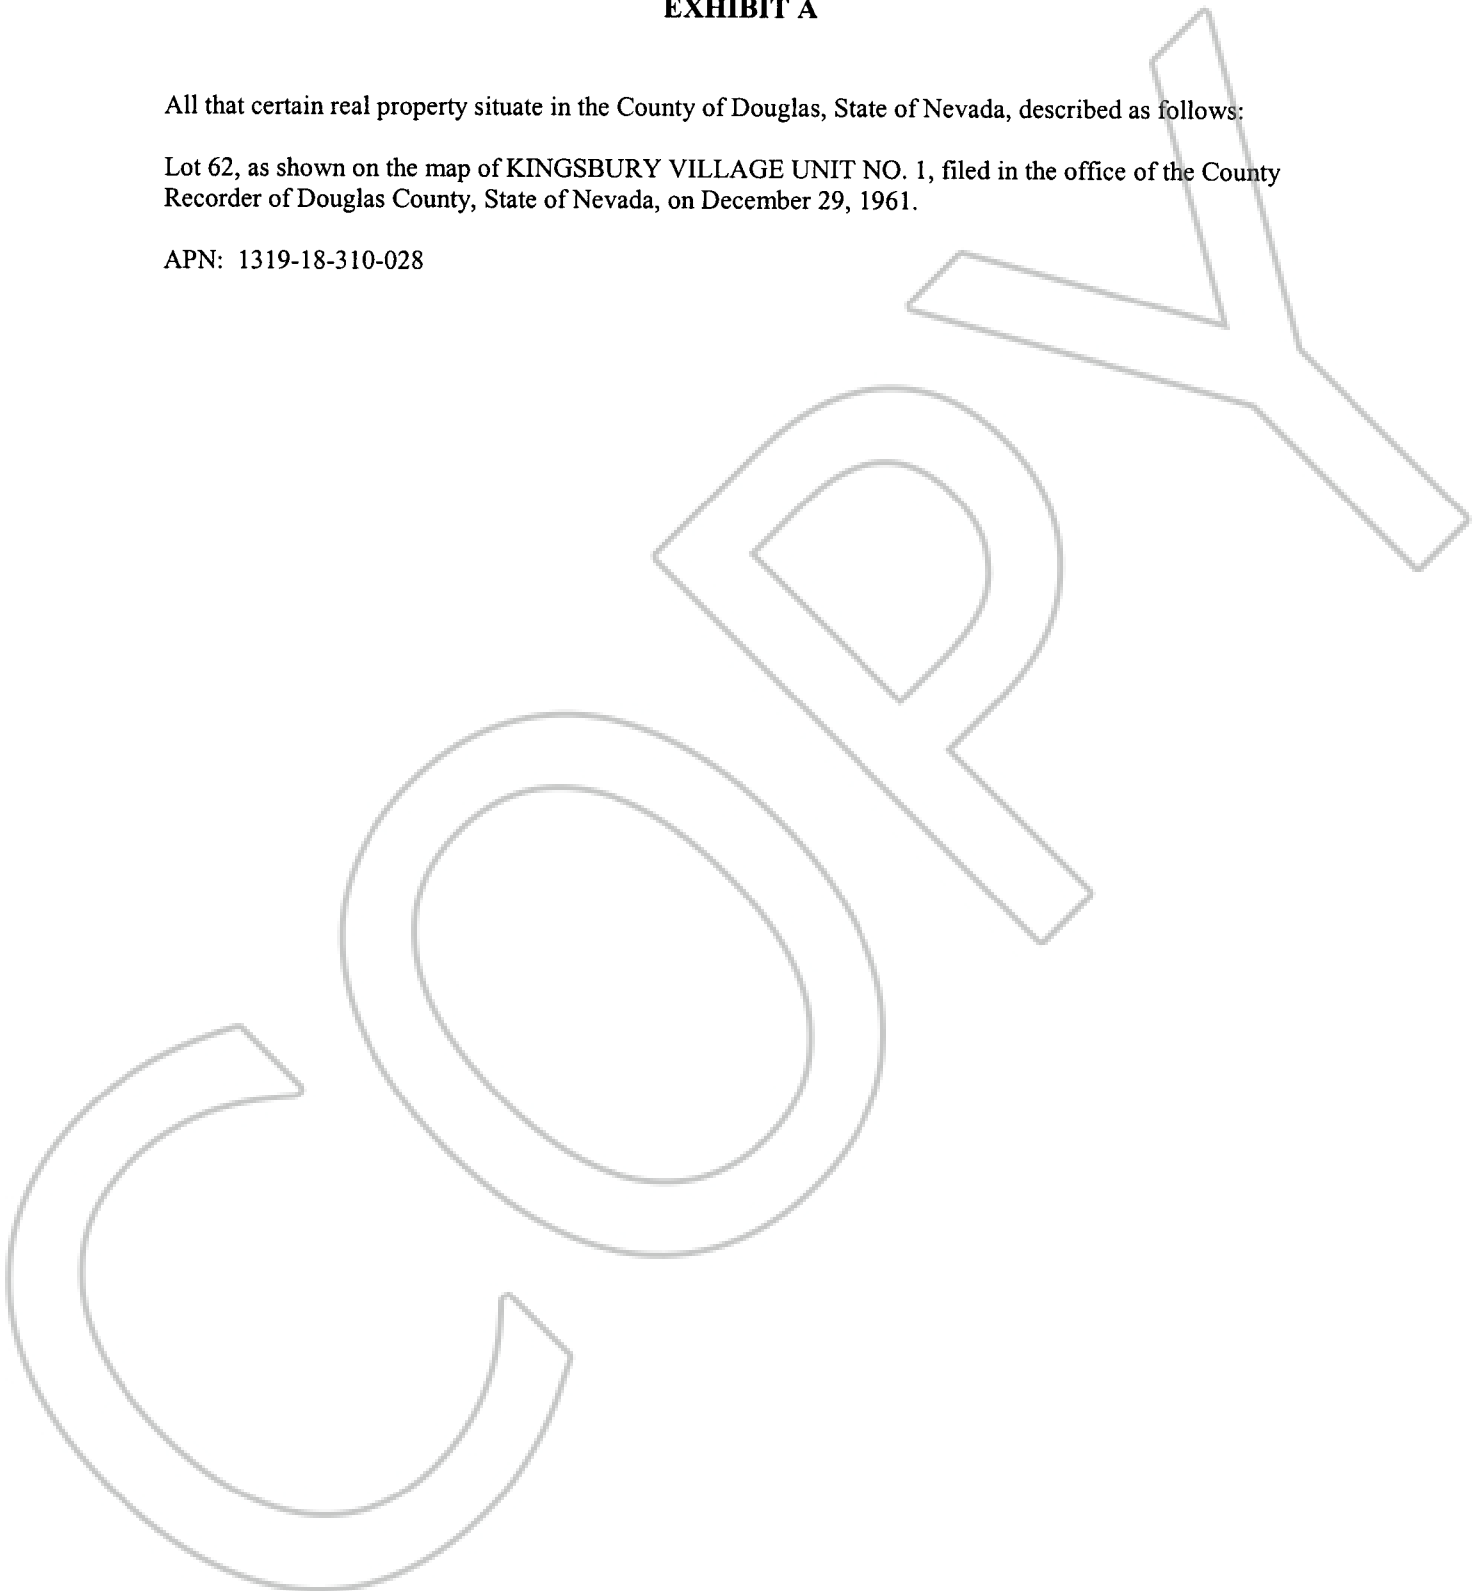 EXHIBIT A
All that certain real property situate in the County of Douglas, State of Nevada, described as follows:
Lot 62, as shown on the map of KINGSBURY VILLAGE UNIT NO. 1, filed in the office of the County
Recorder of Douglas County, State of Nevada, on December 29, 1961.
APN: 1319-18-310-028
COPY